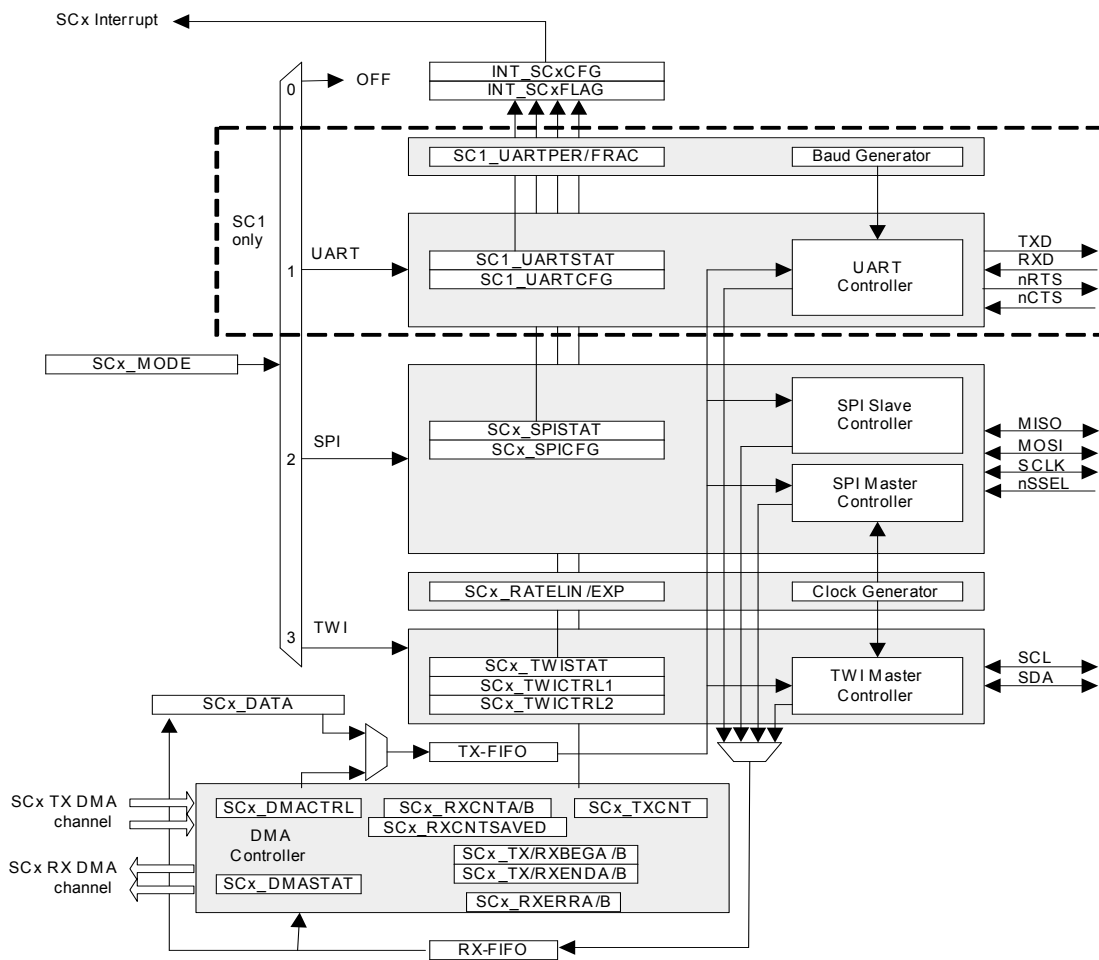 SCx Interrupt
INT_SCxCFG
INT_SCxFLAG
0
OFF
SC1_UARTPER/FRAC
Baud Generator
SC1
only
UART
1
SC1_UARTSTAT
SC1_UARTCFG
UART
Controller
TXD
RXD
nRTS
nCTS
SCx_MODE
SPI
2
SCx_SPISTAT
SCx_SPICFG
SPI Slave
Controller
SPI Master
Controller
MISO
MOSI
SCLK
nSSEL
SCx_RATELIN/EXP
Clock Generator
TWI
3
SCx_TWISTAT
SCx_TWICTRL1
SCx_TWICTRL2
TWI Master
Controller
SCL
SDA
SCx_DATA
TX-FIFO
SCx TX DMA
channel
SCx_DMACTRL
SCx_RXCNTA/B
SCx_TXCNT
SCx_RXCNTSAVED
DMA
Controller
SCx_TX/RXBEGA/B
SCx_TX/RXENDA/B
SCx RX DMA
channel
SCx_DMASTAT
SCx_RXERRA/B
RX-FIFO